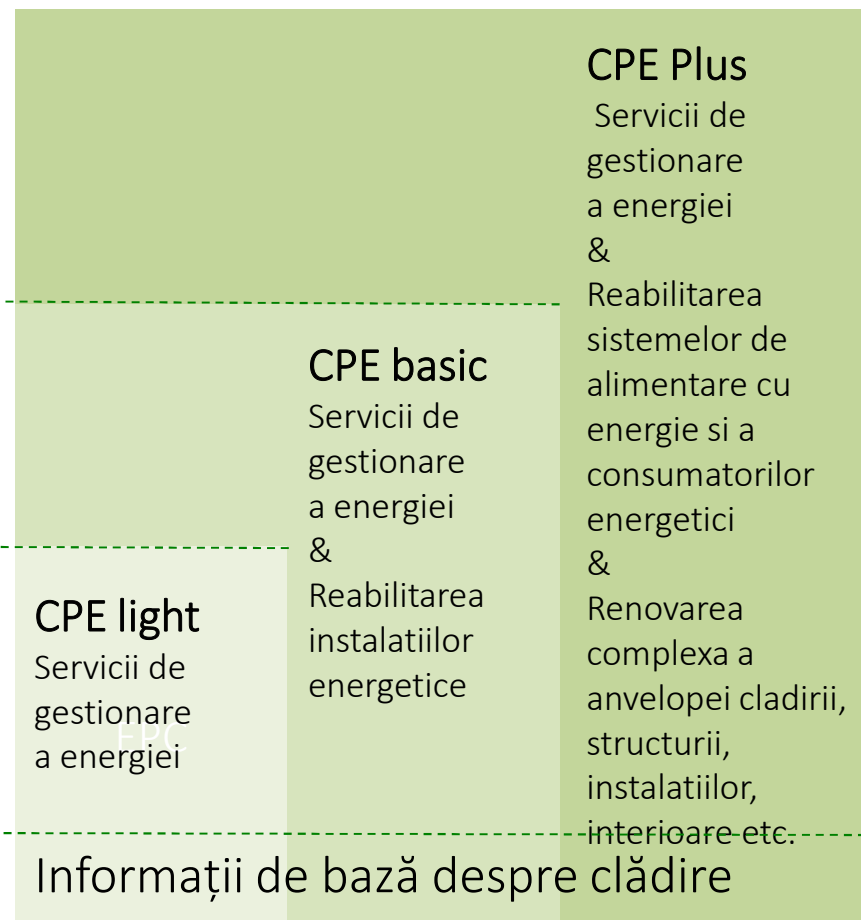 CPE Plus
Servicii de
gestionare
a energiei
&
Reabilitarea
sistemelor de
alimentare cu
energie si a
consumatorilor
energetici
&
Renovarea
complexa a
anvelopei cladirii,
structurii,
instalatiilor,
interioare etc.
CPE basic
Servicii de
gestionare
a energiei
&
Reabilitarea
instalatiilor
energetice
CPE light
Servicii de
gestionare
EPC
a energiei
Informații de bază despre clădire